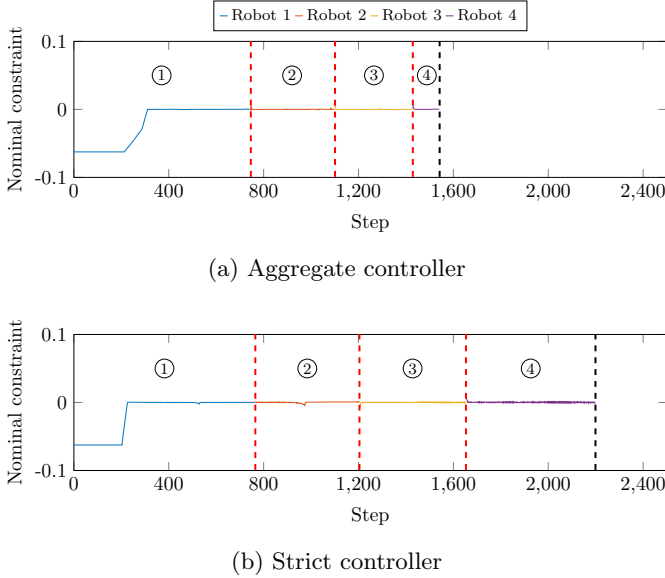 Robot 1 Robot 2 Robot 3 Robot 4
Nominal constraint
0.1
0
-0.1
① ② ③ ④
0 400 800 1,200 1,600 2,000 2,400
Step
(a) Aggregate controller
Nominal constraint
0.1
0
-0.1
① ② ③ ④
0 400 800 1,200 1,600 2,000 2,400
Step
(b) Strict controller